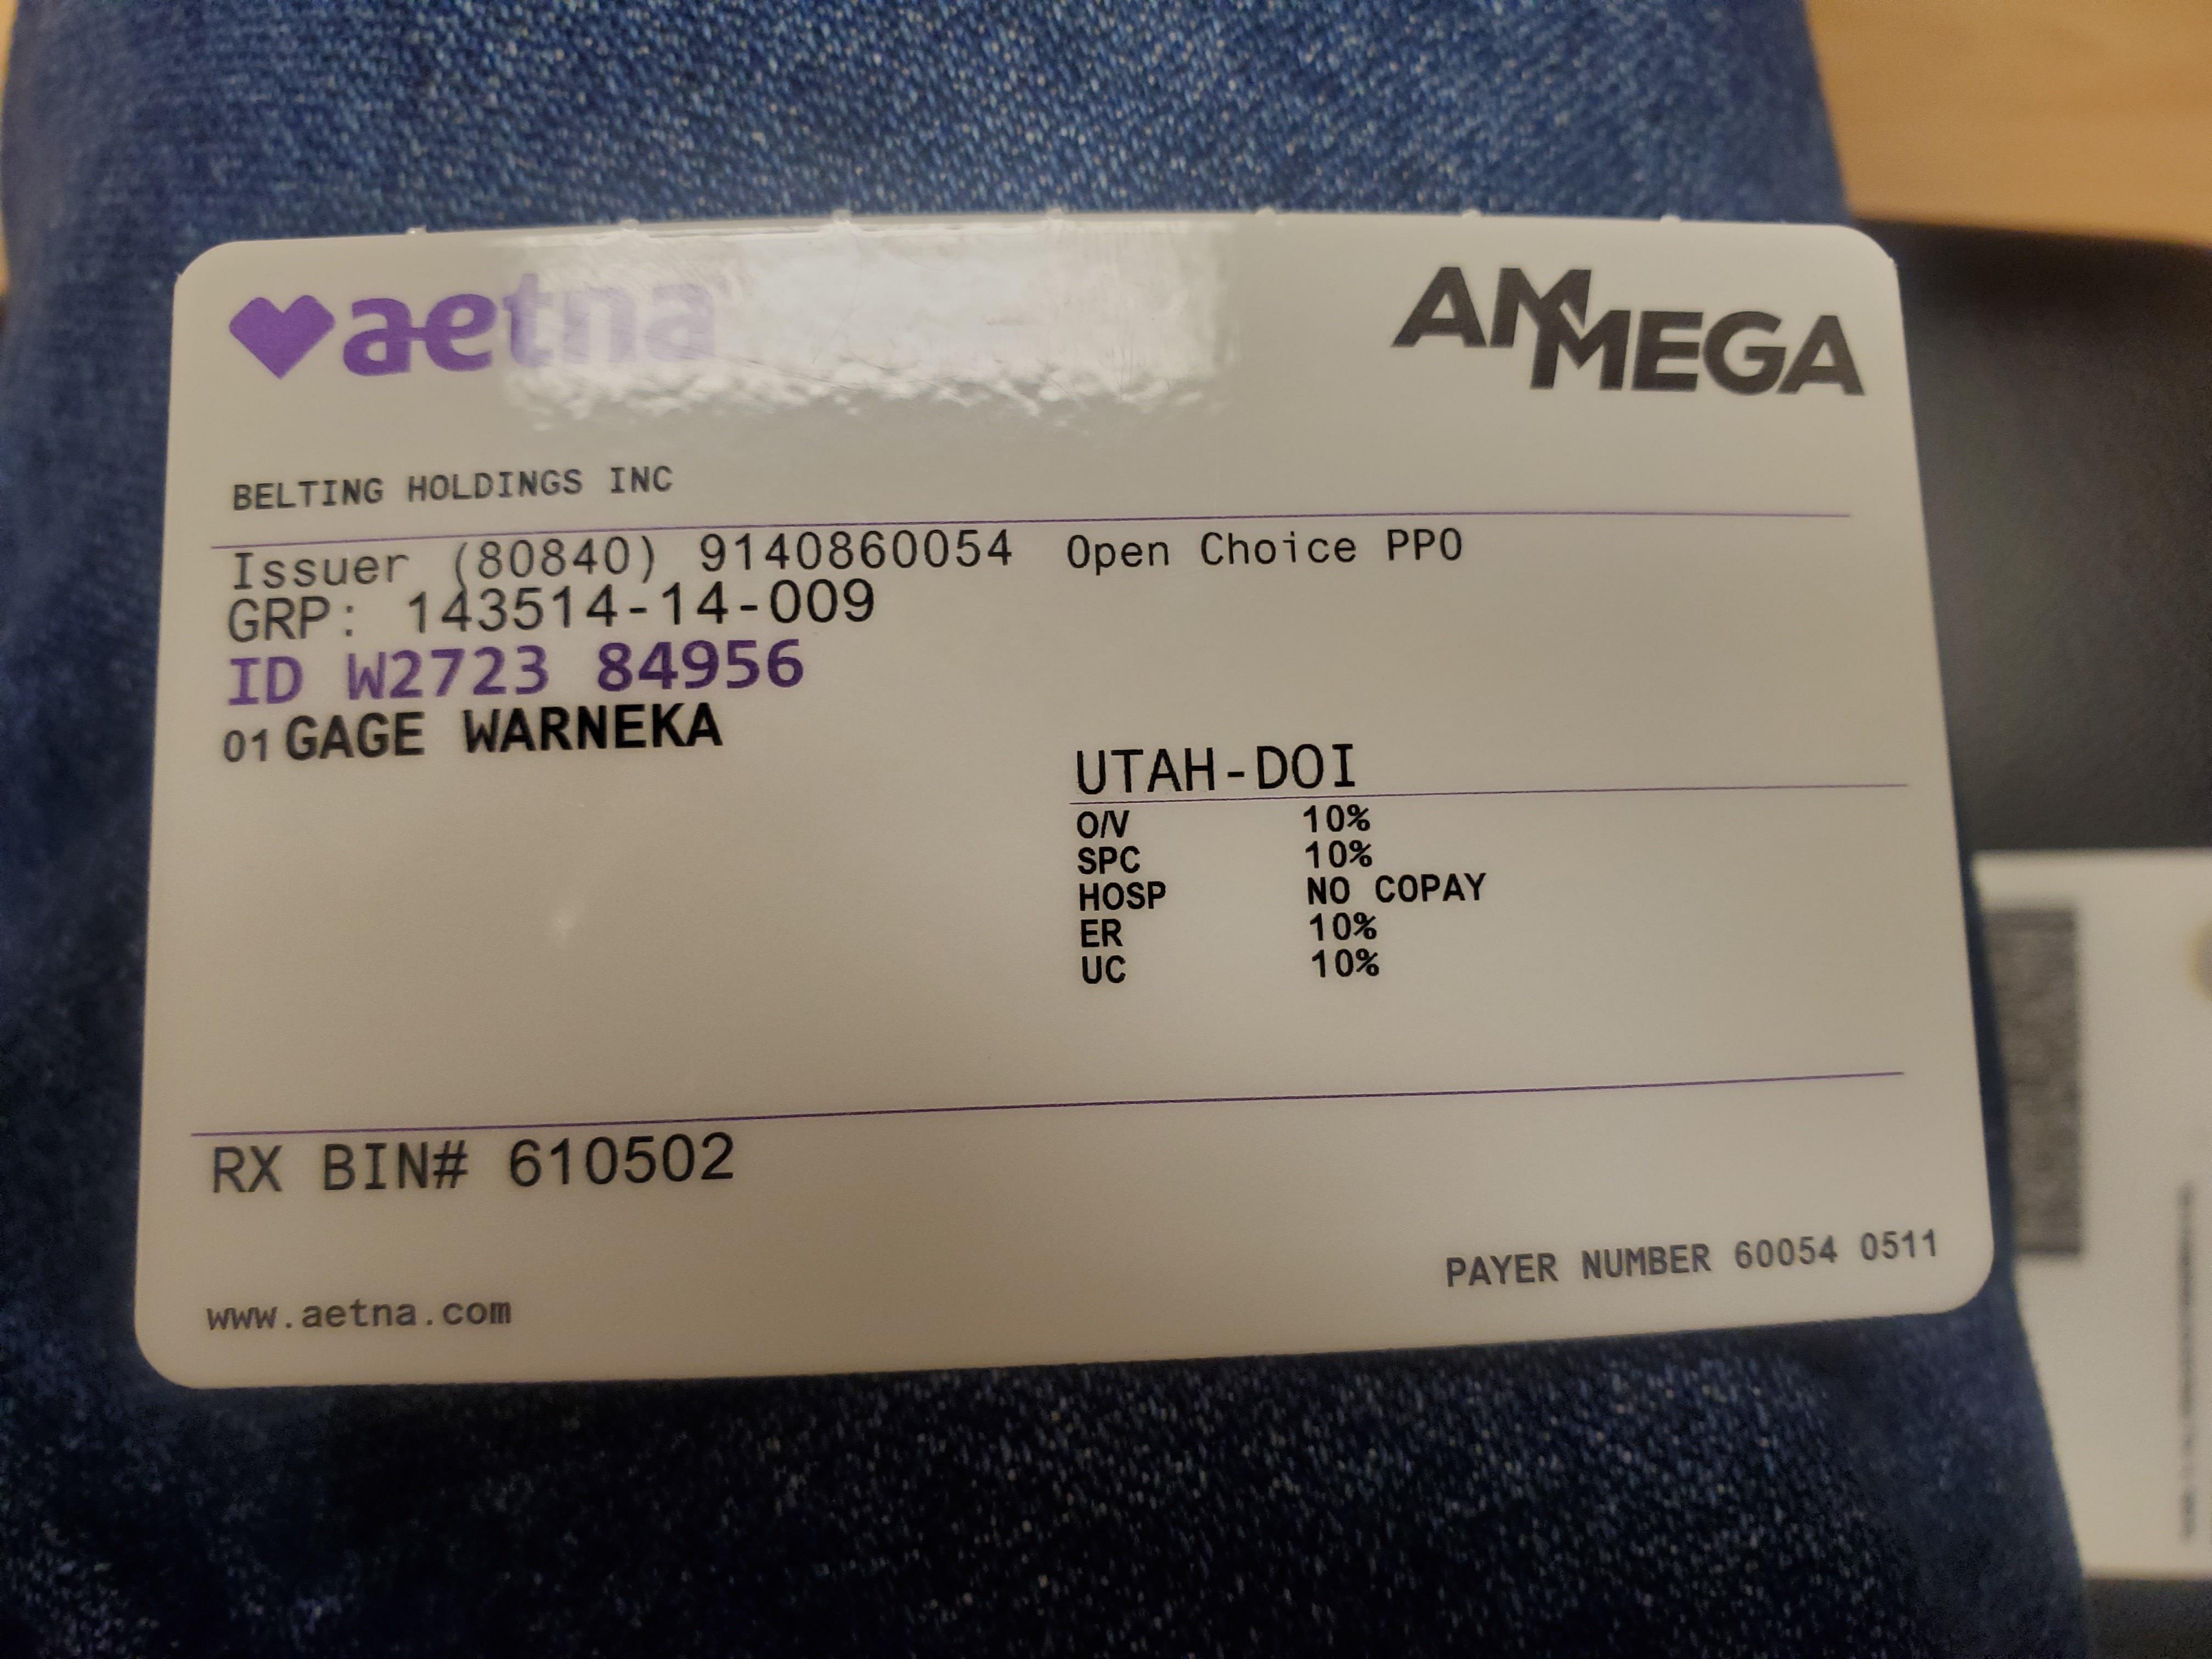 aetna
AMMEGA
BELTING HOLDINGS INC
Issuer (80840) 9140860054 Open Choice PPO
GRP: 143514-14-009
ID W2723 84956
01 GAGE WARNEKA
UTAH-DOI
O/V 10%
SPC 10%
HOSP NO COPAY
ER 10%
UC 10%
RX BIN# 610502
www.aetna.com
PAYER NUMBER 60054 0511